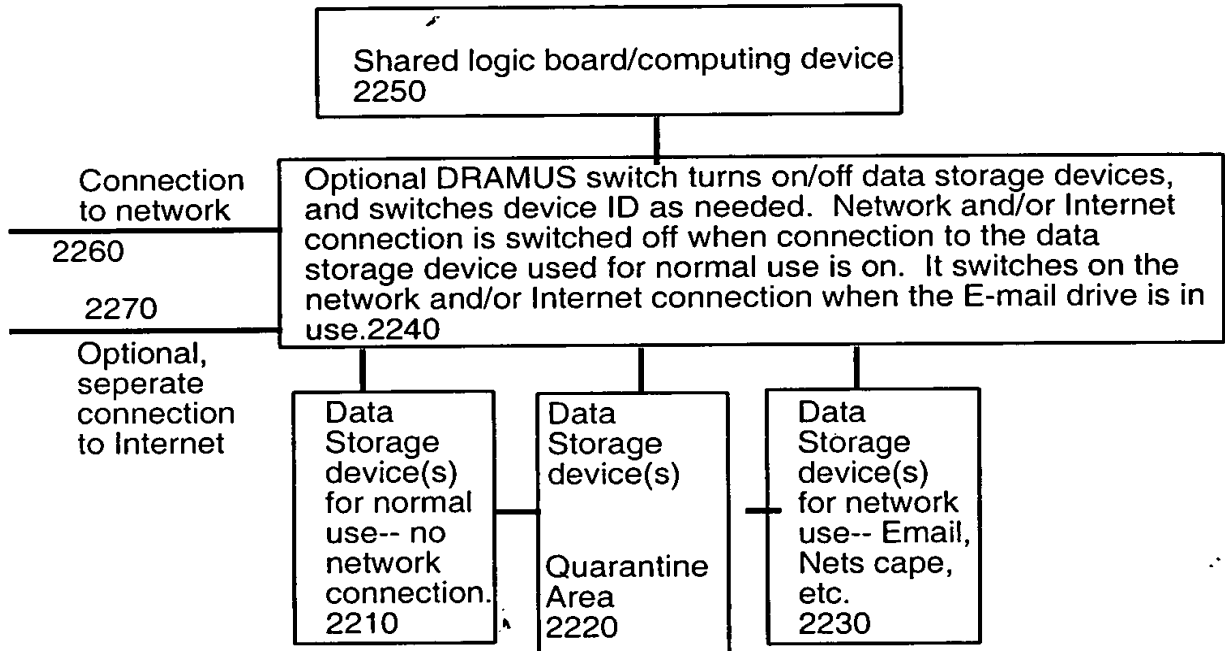 Shared logic board/computing device
2250
Connection
to network
2260
2270
Optional,
seperate
connection
to Internet
Optional DRAMUS switch turns on/off data storage devices,
and switches device ID as needed. Network and/or Internet
connection is switched off when connection to the data
storage device used for normal use is on. It switches on the
network and/or Internet connection when the E-mail drive is in
use.2240
Data
Storage
device(s)
for normal
use-- no
network
connection.
2210
Data
Storage
device(s)
Quarantine
Area
2220
Data
Storage
device(s)
for network
use-- Email,
Nets cape,
etc.
2230